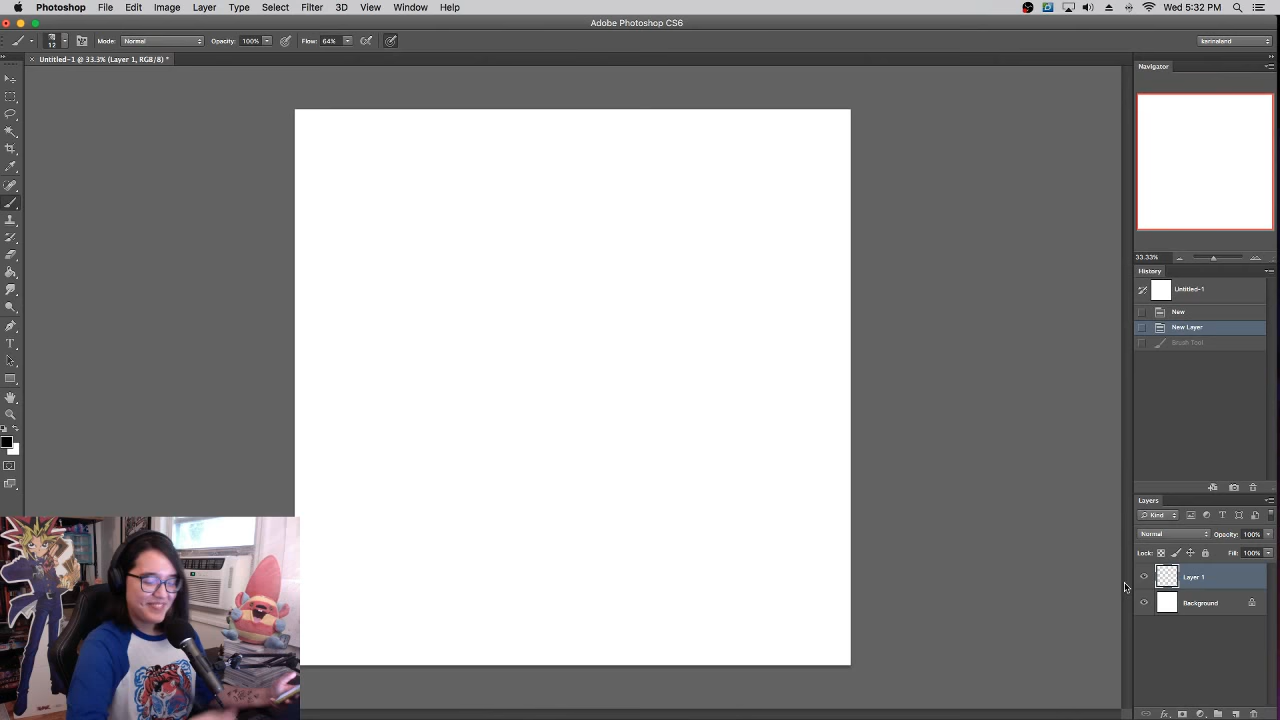 Photoshop File Edit Image Layer Type Select Filter 3D View Window Help Wed 5:32 PM
Adobe Photoshop CS6
12 Mode: Normal Opacity: 100% Flow: 64% karinaland
Untitled-1 @ 33.3% (Layer 1, RGB/8) *
Navigator
33.33%
History
Untitled-1
New
New Layer
Brush Tool
Layers
Kind
Normal Opacity: 100%
Lock: Fill: 100%
Layer 1
Background